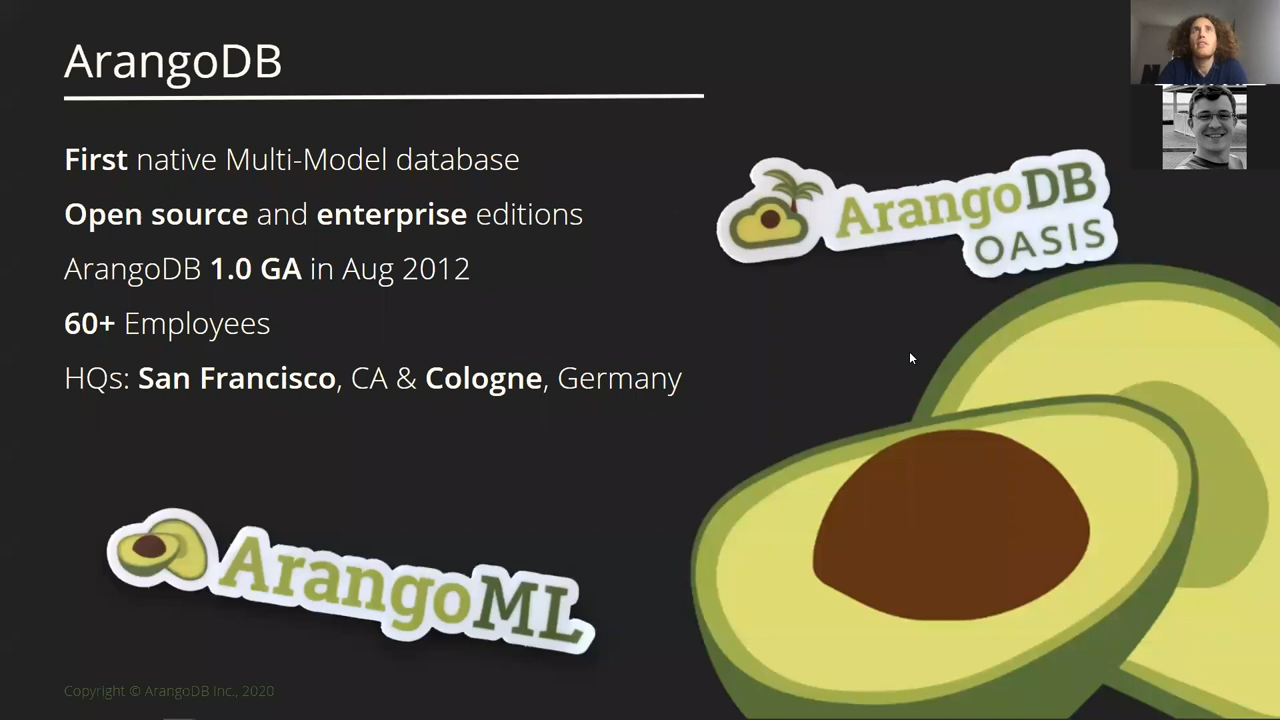 ArangoDB
First native Multi-Model database
Open source and enterprise editions
ArangoDB 1.0 GA in Aug 2012
60+ Employees
HQs: San Francisco, CA & Cologne, Germany
ArangoDB
OASIS
ArangoML
Copyright © ArangoDB Inc., 2020